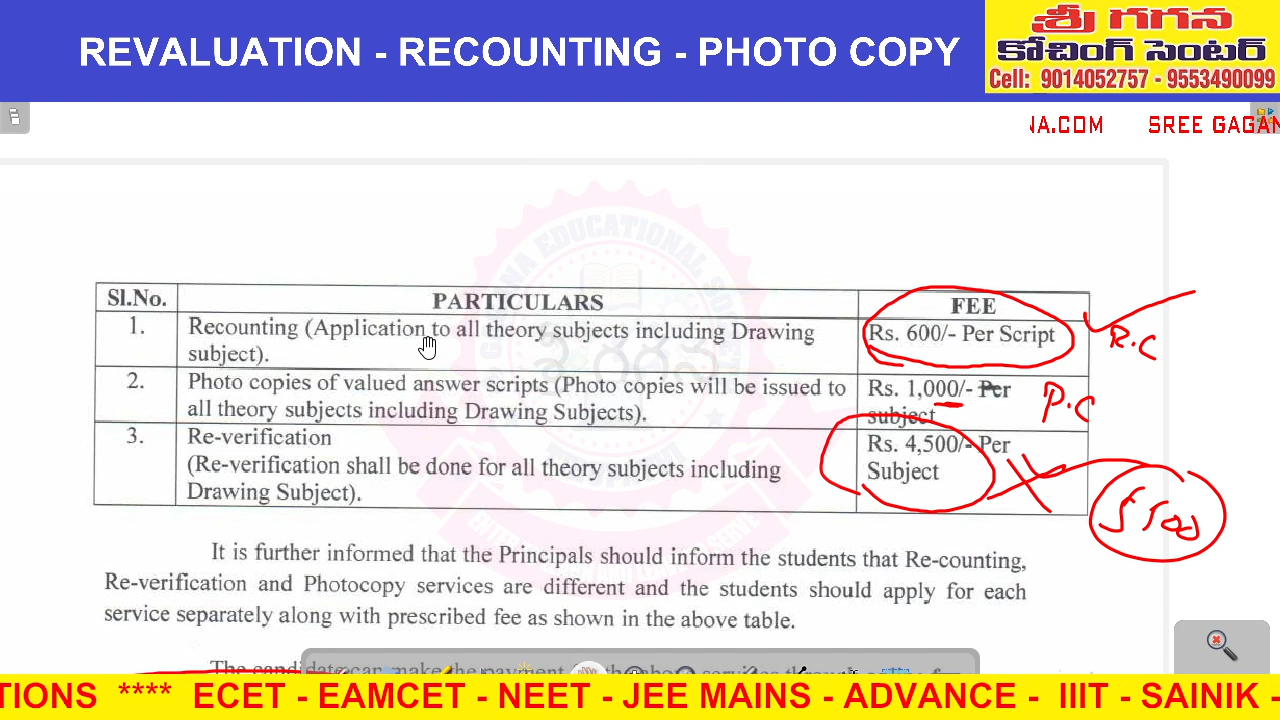 REVALUATION - RECOUNTING - PHOTO COPY
శ్రీ గగన
కోచింగ్ సెంటర్
Cell: 9014052757 - 9553490099
NA.COM SREE GAGAN
Sl.No. PARTICULARS FEE
1. Recounting (Application to all theory subjects including Drawing subject). Rs. 600/- Per Script
R.C
2. Photo copies of valued answer scripts (Photo copies will be issued to all theory subjects including Drawing Subjects). Rs. 1,000/- Per subject
P.C
3. Re-verification
(Re-verification shall be done for all theory subjects including Drawing Subject). Rs. 4,500/- Per Subject
It is further informed that the Principals should inform the students that Re-counting,
Re-verification and Photocopy services are different and the students should apply for each
service separately along with prescribed fee as shown in the above table.
TIONS **** ECET - EAMCET - NEET - JEE MAINS - ADVANCE - IIIT - SAINIK -